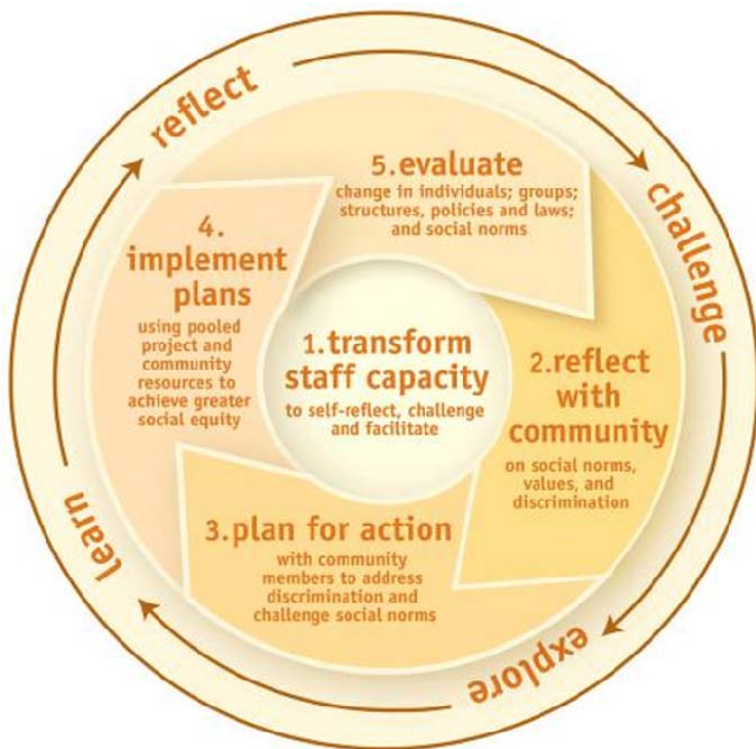 reflect
challenge
explore
learn
1.transform
staff capacity
to self-reflect, challenge
and facilitate
2.reflect
with
community
on social norms,
values, and
discrimination
3.plan for action
with community
members to address
discrimination and
challenge social norms
4.
implement
plans
using pooled
project and
community
resources to
achieve greater
social equity
5.evaluate
change in individuals; groups;
structures, policies and laws;
and social norms